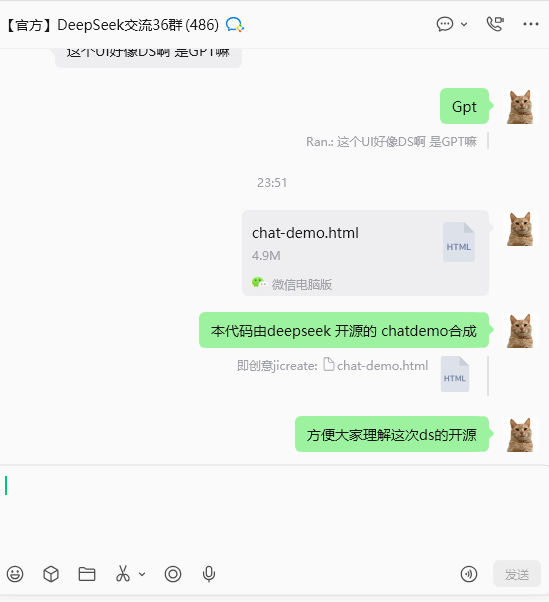 【官方】DeepSeek交流36群(486)
这个UI好像DS啊 是GPT嘛
Gpt
Ran.: 这个UI好像DS啊 是GPT嘛
23:51
chat-demo.html
4.9M
HTML
微信电脑版
本代码由deepseek 开源的 chatdemo合成
即创意jicreate: chat-demo.html
HTML
方便大家理解这次ds的开源
发送